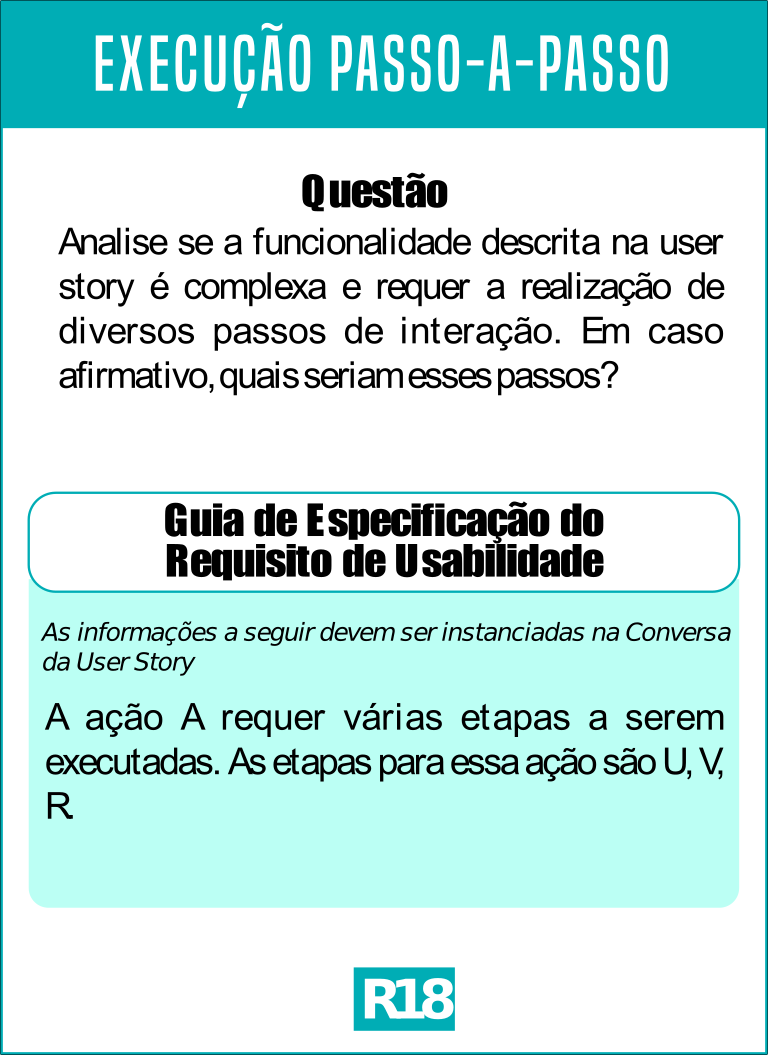 EXECUÇÃO PASSO-A-PASSO
Questão
Analise se a funcionalidade descrita na user
story é complexa e requer a realização de
diversos passos de interação. Em caso
afirmativo, quais seriam esses passos?
Guia de Especificação do
Requisito de Usabilidade
As informações a seguir devem ser instanciadas na Conversa
da User Story
A ação A requer várias etapas a serem
executadas. As etapas para essa ação são U, V,
R.
R18